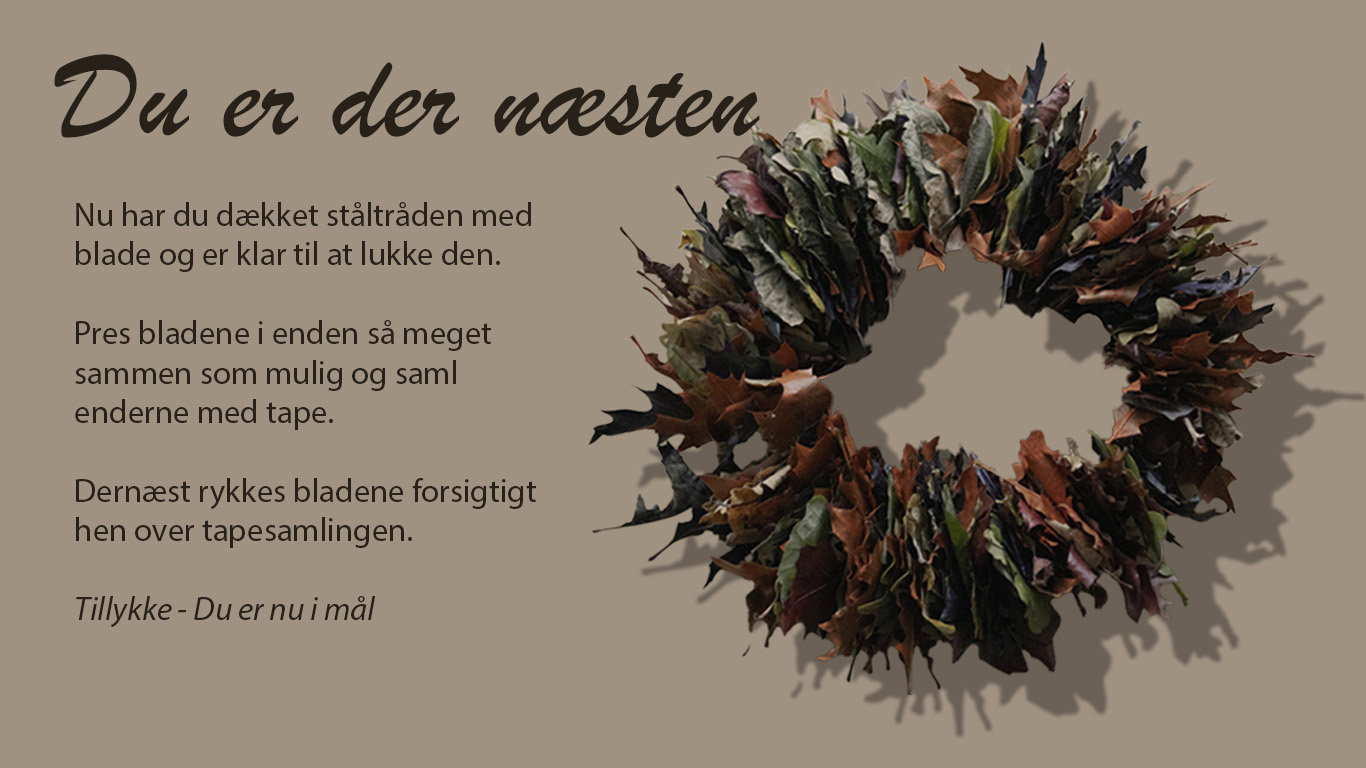 Du er der næsten
Nu har du dækket ståltråden med
blade og er klar til at lukke den.
Pres bladene i enden så meget
sammen som mulig og saml
enderne med tape.
Dernæst rykkes bladene forsigtigt
hen over tapesamlingen.
Tillykke - Du er nu i mål